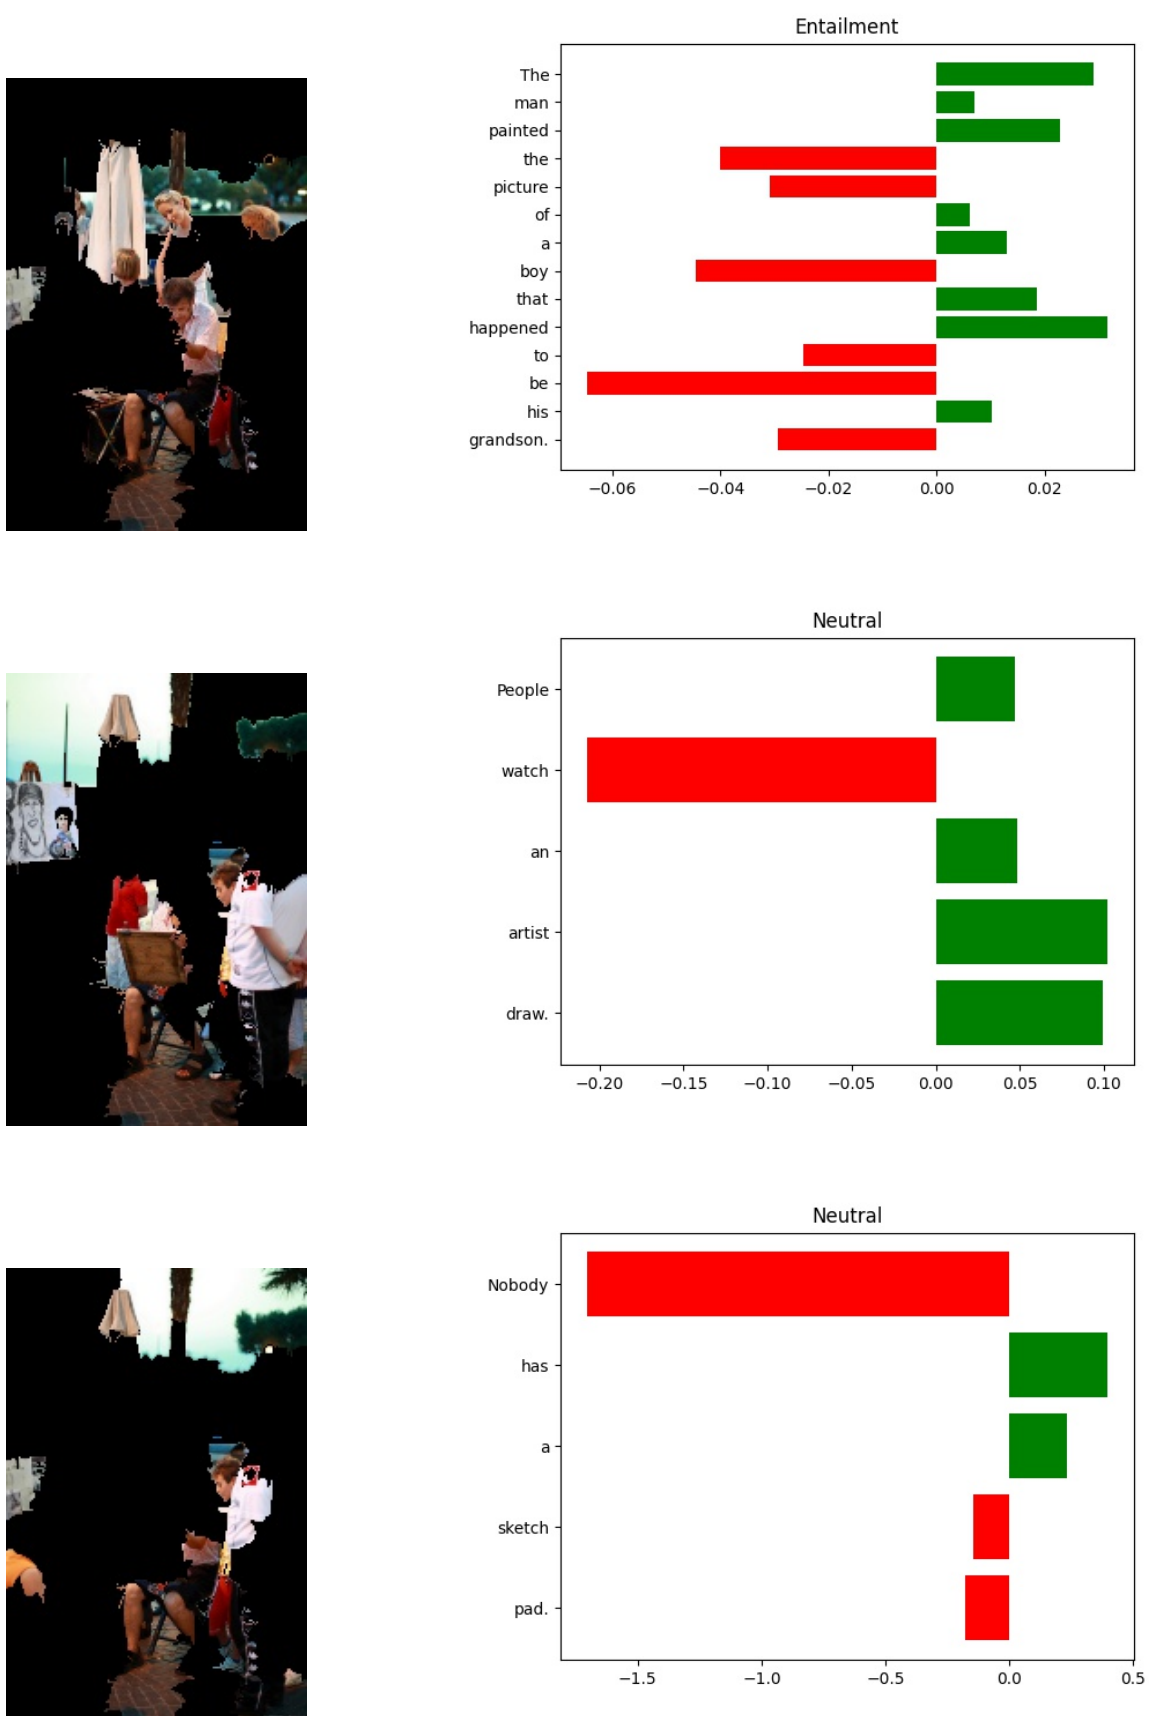 Entailment
The
man
painted
the
picture
of
a
boy
that
happened
to
be
his
grandson.
−0.06 −0.04 −0.02 0.00 0.02
Neutral
People
watch
an
artist
draw.
−0.20 −0.15 −0.10 −0.05 0.00 0.05 0.10
Neutral
Nobody
has
a
sketch
pad.
−1.5 −1.0 −0.5 0.0 0.5